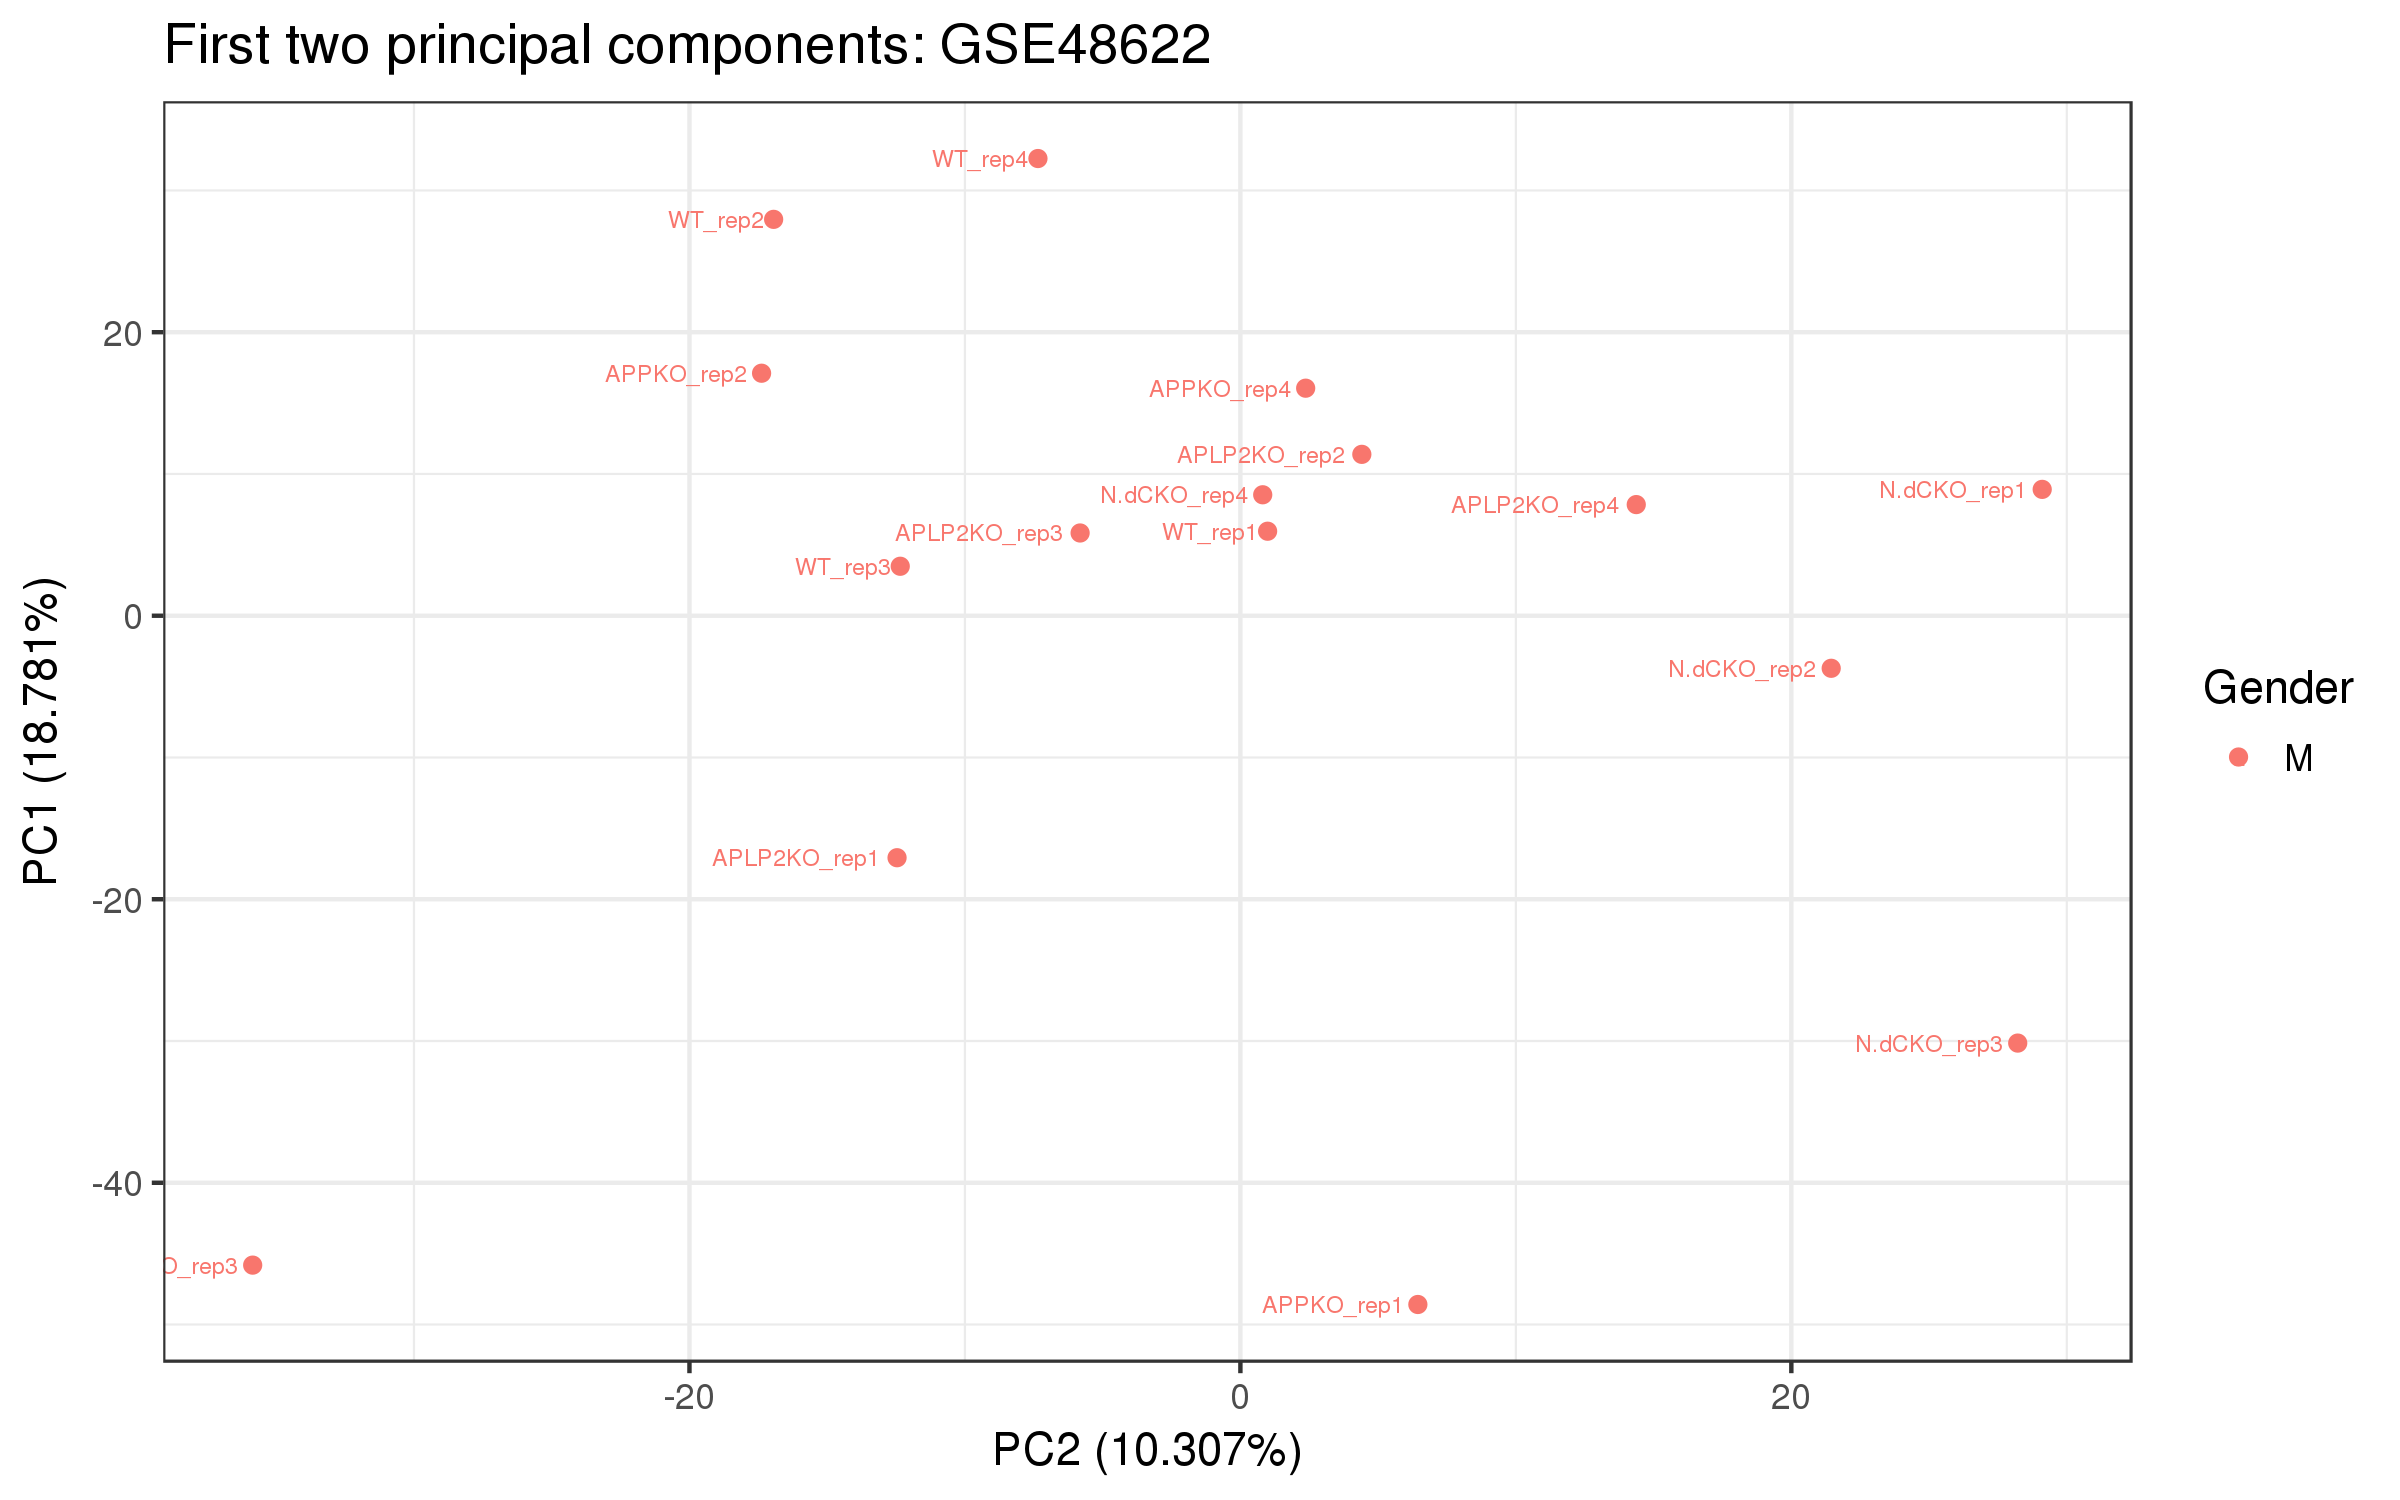 First two principal components: GSE48622
WT_rep4
WT_rep2
20
APPKO_rep2
APPKO_rep4
APLP2KO_rep2
N.dCKO_rep4
N.dCKO_rep1
APLP2KO_rep4
APLP2KO_rep3
WT_rep1
WT_rep3
0
PC1 (18.781%)
N.dCKO_rep2
Gender
M
APLP2KO_rep1
-20
N.dCKO_rep3
-40
O_rep3
APPKO_rep1
-20
0
20
PC2 (10.307%)